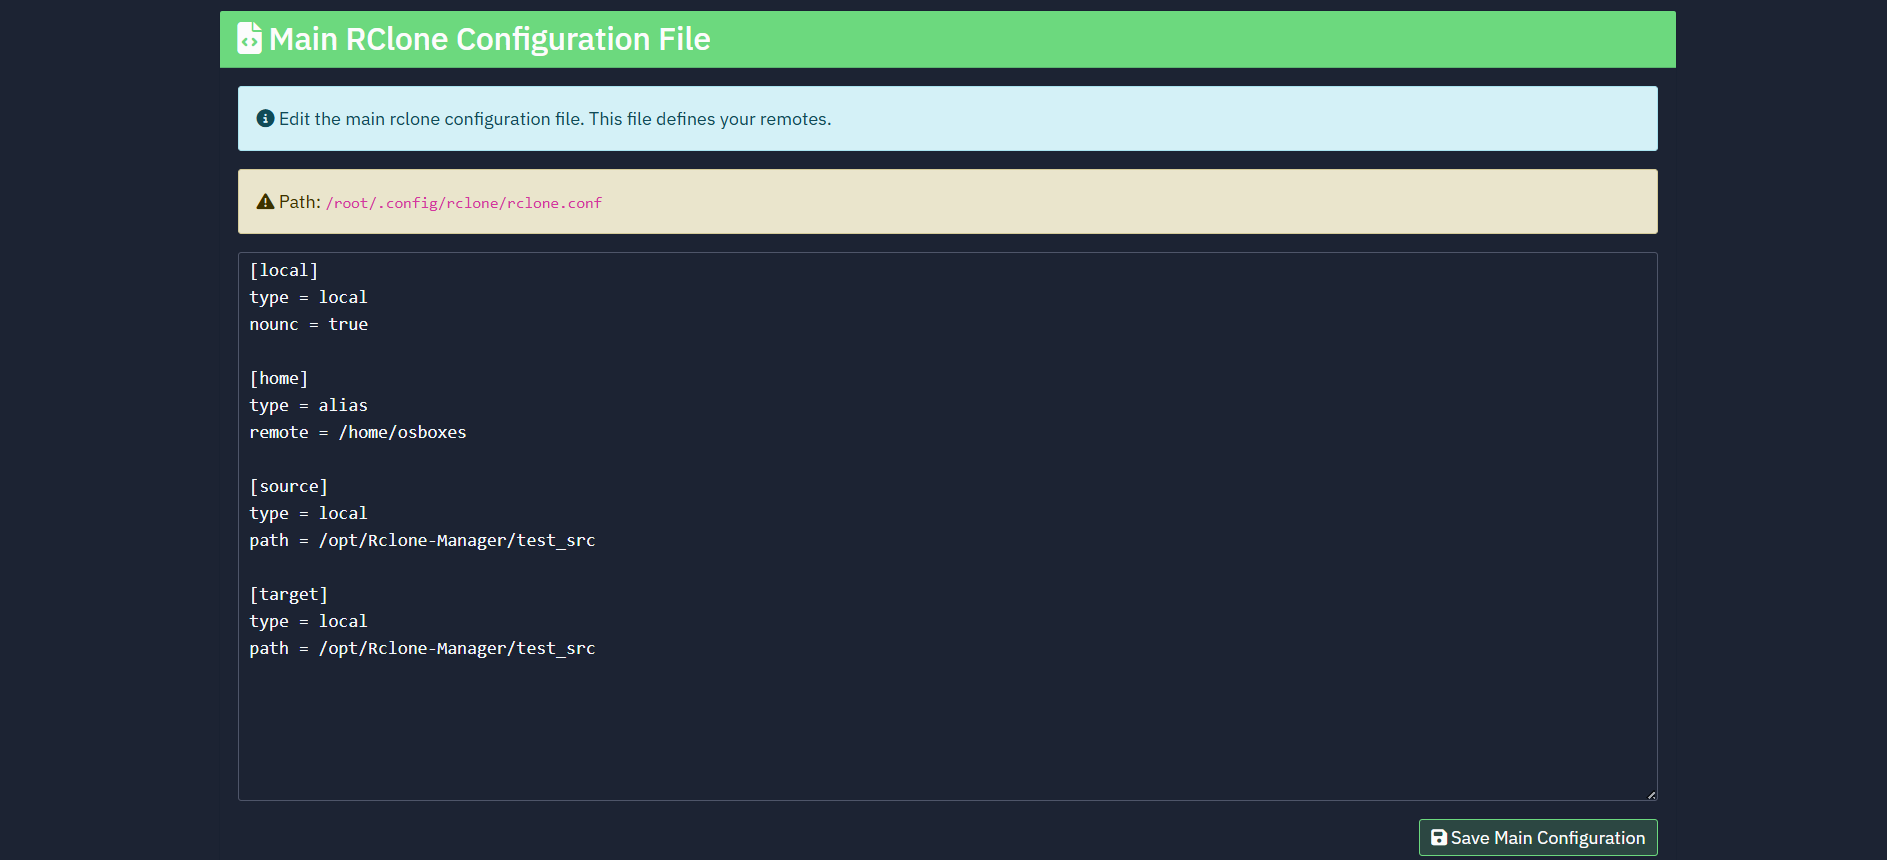 Main RClone Configuration File
Edit the main rclone configuration file. This file defines your remotes.
Path: /root/.config/rclone/rclone.conf
[local]
type = local
nounc = true
[home]
type = alias
remote = /home/osboxes
[source]
type = local
path = /opt/Rclone-Manager/test_src
[target]
type = local
path = /opt/Rclone-Manager/test_src
Save Main Configuration